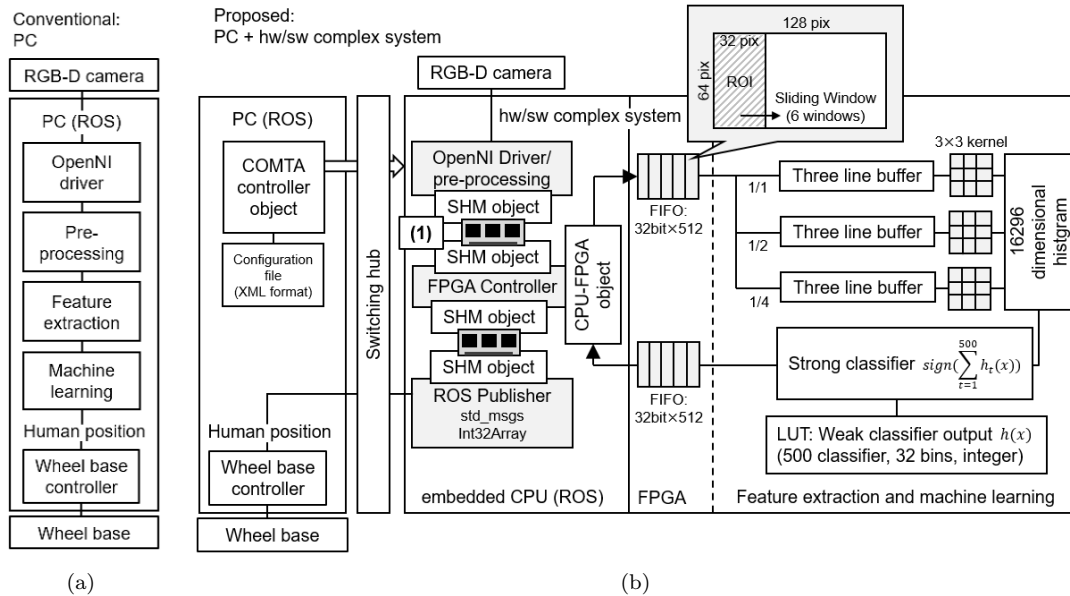 Conventional:
PC
RGB-D camera
PC (ROS)
OpenNI
driver
Pre-
processing
Feature
extraction
Machine
learning
Human position
Wheel base
controller
Wheel base
(a)
Proposed:
PC + hw/sw complex system
PC (ROS)
COMTA
controller
object
Configuration
file
(XML format)
Human position
Wheel base
controller
Wheel base
Switching hub
RGB-D camera
hw/sw complex system
OpenNI Driver/
pre-processing
SHM object
(1)
SHM object
FPGA Controller
SHM object
SHM object
ROS Publisher
std_msgs
Int32Array
CPU-FPGA
object
embedded CPU (ROS)
FIFO:
32bit×512
FIFO:
32bit×512
FPGA
128 pix
32 pix
64 pix
ROI
Sliding Window
(6 windows)
3×3 kernel
1/1
Three line buffer
1/2
Three line buffer
1/4
Three line buffer
16296
dimensional
histgram
Strong classifier sign(∑_{t=1}^{500} h_t(x))
LUT: Weak classifier output h(x)
(500 classifier, 32 bins, integer)
Feature extraction and machine learning
(b)